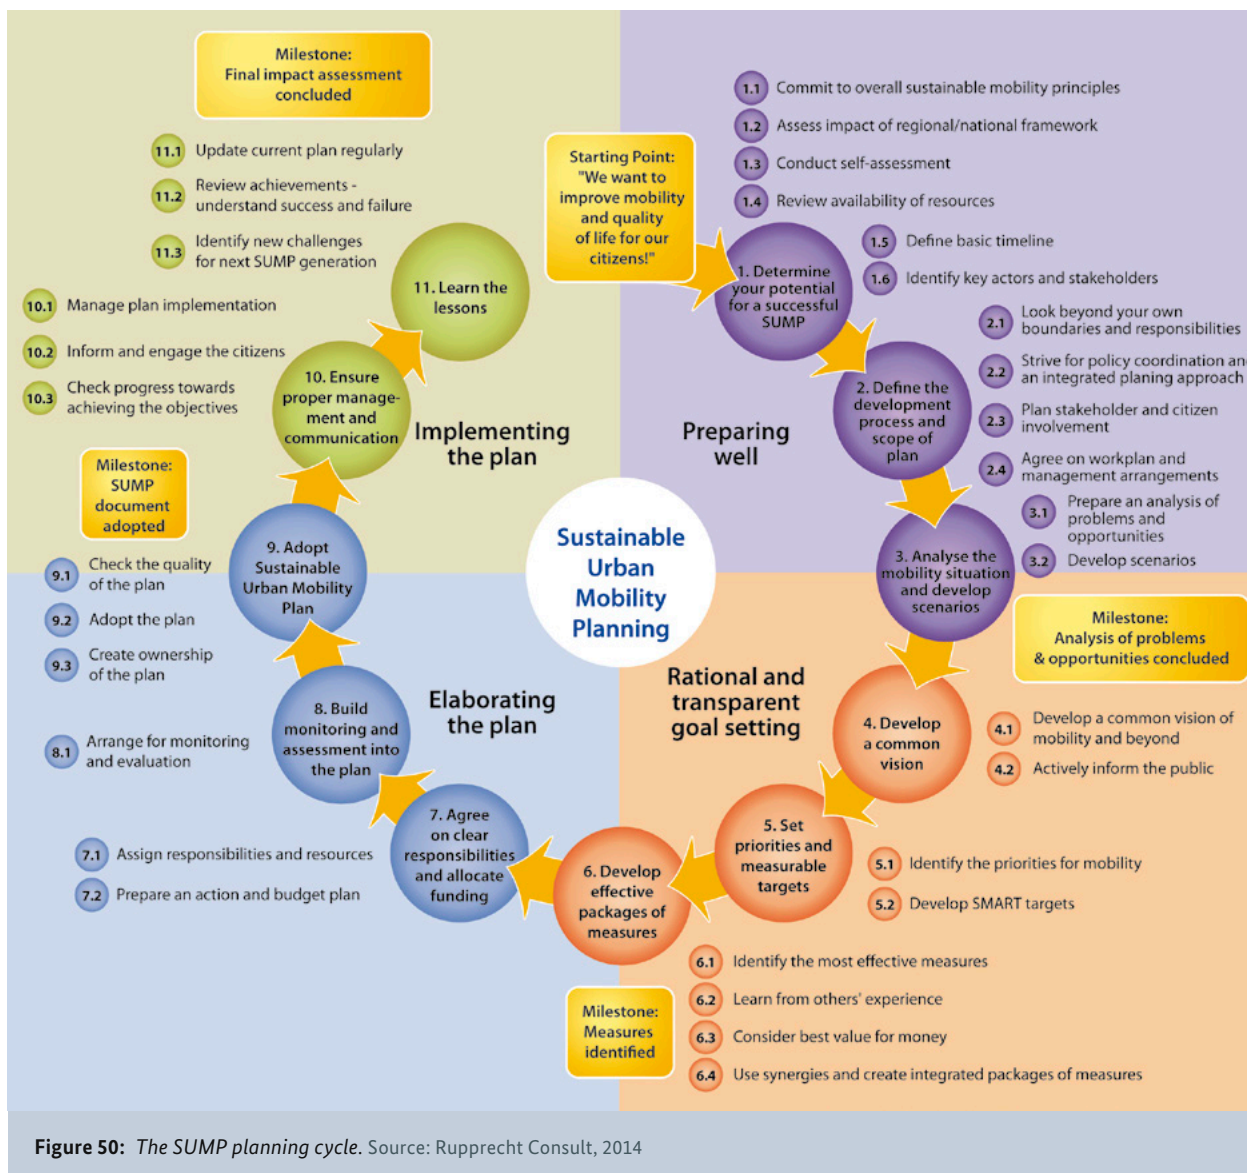 Milestone:
Final impact assessment
concluded
11.1 Update current plan regularly
11.2 Review achievements -
understand success and failure
11.3 Identify new challenges
for next SUMP generation
11. Learn the
lessons
10.1 Manage plan implementation
10.2 Inform and engage the citizens
10.3 Check progress towards
achieving the objectives
10. Ensure
proper manage-
ment and
communication
Implementing
the plan
Starting Point:
"We want to
improve mobility
and quality
of life for our
citizens!"
1.1 Commit to overall sustainable mobility principles
1.2 Assess impact of regional/national framework
1.3 Conduct self-assessment
1.4 Review availability of resources
1.5 Define basic timeline
1.6 Identify key actors and stakeholders
1. Determine
your potential
for a successful
SUMP
2.1 Look beyond your own
boundaries and responsibilities
2.2 Strive for policy coordination and
an integrated planing approach
2.3 Plan stakeholder and citizen
involvement
2.4 Agree on workplan and
management arrangements
2. Define the
development
process and
scope of
plan
Preparing
well
3.1 Prepare an analysis of
problems and
opportunities
3.2 Develop scenarios
3. Analyse the
mobility situation
and develop
scenarios
Milestone:
Analysis of problems
& opportunities concluded
Sustainable
Urban
Mobility
Planning
Rational and
transparent
goal setting
4. Develop
a common
vision
4.1 Develop a common vision of
mobility and beyond
4.2 Actively inform the public
5. Set
priorities and
measurable
targets
5.1 Identify the priorities for mobility
5.2 Develop SMART targets
6. Develop
effective
packages of
measures
6.1 Identify the most effective measures
6.2 Learn from others' experience
6.3 Consider best value for money
6.4 Use synergies and create integrated packages of measures
Milestone:
Measures
identified
7. Agree
on clear
responsibilities
and allocate
funding
7.1 Assign responsibilities and resources
7.2 Prepare an action and budget plan
Elaborating
the plan
8. Build
monitoring and
assessment into
the plan
8.1 Arrange for monitoring
and evaluation
9. Adopt
Sustainable
Urban Mobility
Plan
9.1 Check the quality
of the plan
9.2 Adopt the plan
9.3 Create ownership
of the plan
Milestone:
SUMP
document
adopted
Figure 50: The SUMP planning cycle. Source: Rupprecht Consult, 2014